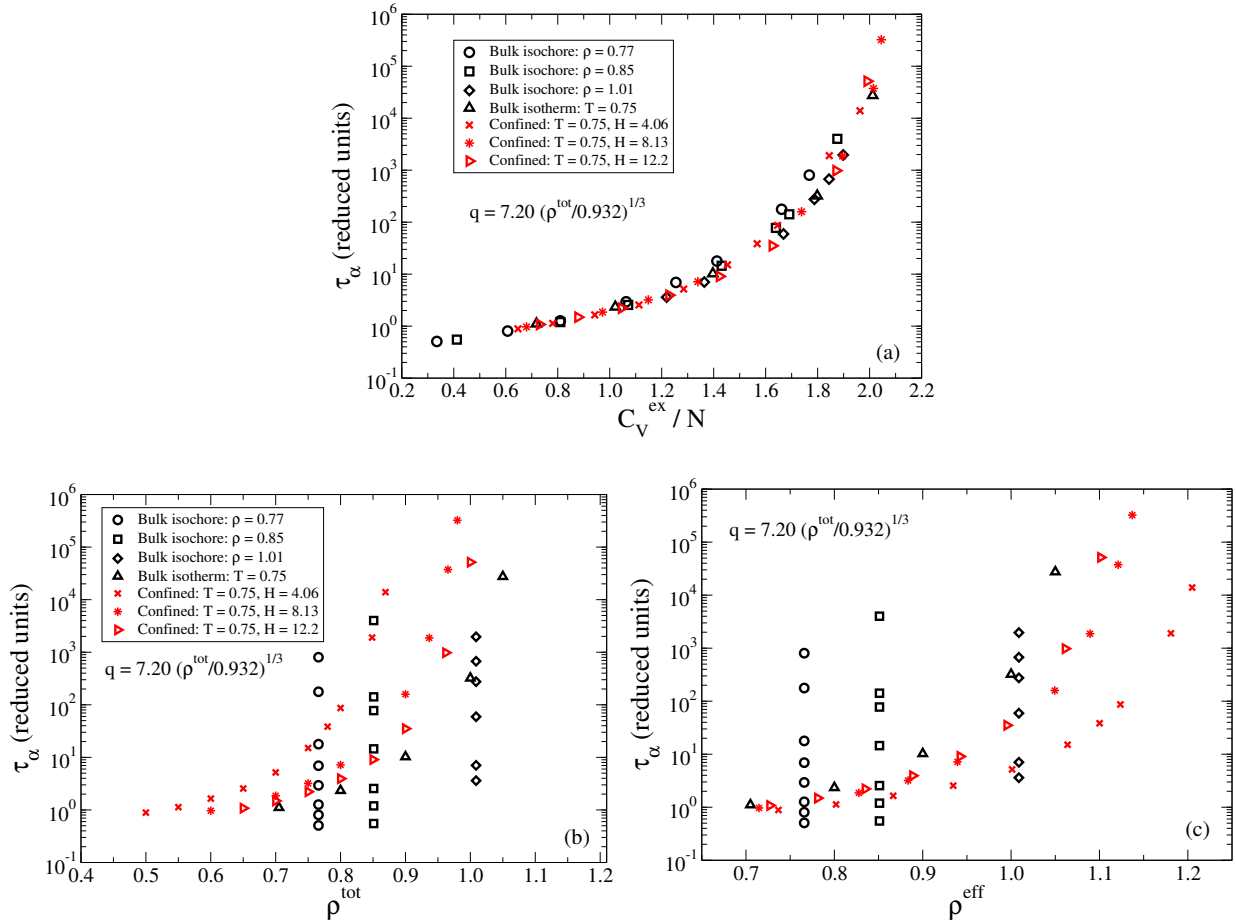 10^6
10^5
10^4
10^3
10^2
10^1
10^0
10^-1
τ_α (reduced units)
Bulk isochore: ρ = 0.77
Bulk isochore: ρ = 0.85
Bulk isochore: ρ = 1.01
Bulk isotherm: T = 0.75
Confined: T = 0.75, H = 4.06
Confined: T = 0.75, H = 8.13
Confined: T = 0.75, H = 12.2
q = 7.20 (ρ^tot/0.932)^1/3
(a)
0.2 0.4 0.6 0.8 1.0 1.2 1.4 1.6 1.8 2.0 2.2
C_V^ex / N
10^6
10^5
10^4
10^3
10^2
10^1
10^0
10^-1
τ_α (reduced units)
Bulk isochore: ρ = 0.77
Bulk isochore: ρ = 0.85
Bulk isochore: ρ = 1.01
Bulk isotherm: T = 0.75
Confined: T = 0.75, H = 4.06
Confined: T = 0.75, H = 8.13
Confined: T = 0.75, H = 12.2
q = 7.20 (ρ^tot/0.932)^1/3
(b)
0.4 0.5 0.6 0.7 0.8 0.9 1.0 1.1 1.2
ρ^tot
10^6
10^5
10^4
10^3
10^2
10^1
10^0
10^-1
τ_α (reduced units)
q = 7.20 (ρ^tot/0.932)^1/3
(c)
0.7 0.8 0.9 1.0 1.1 1.2
ρ^eff